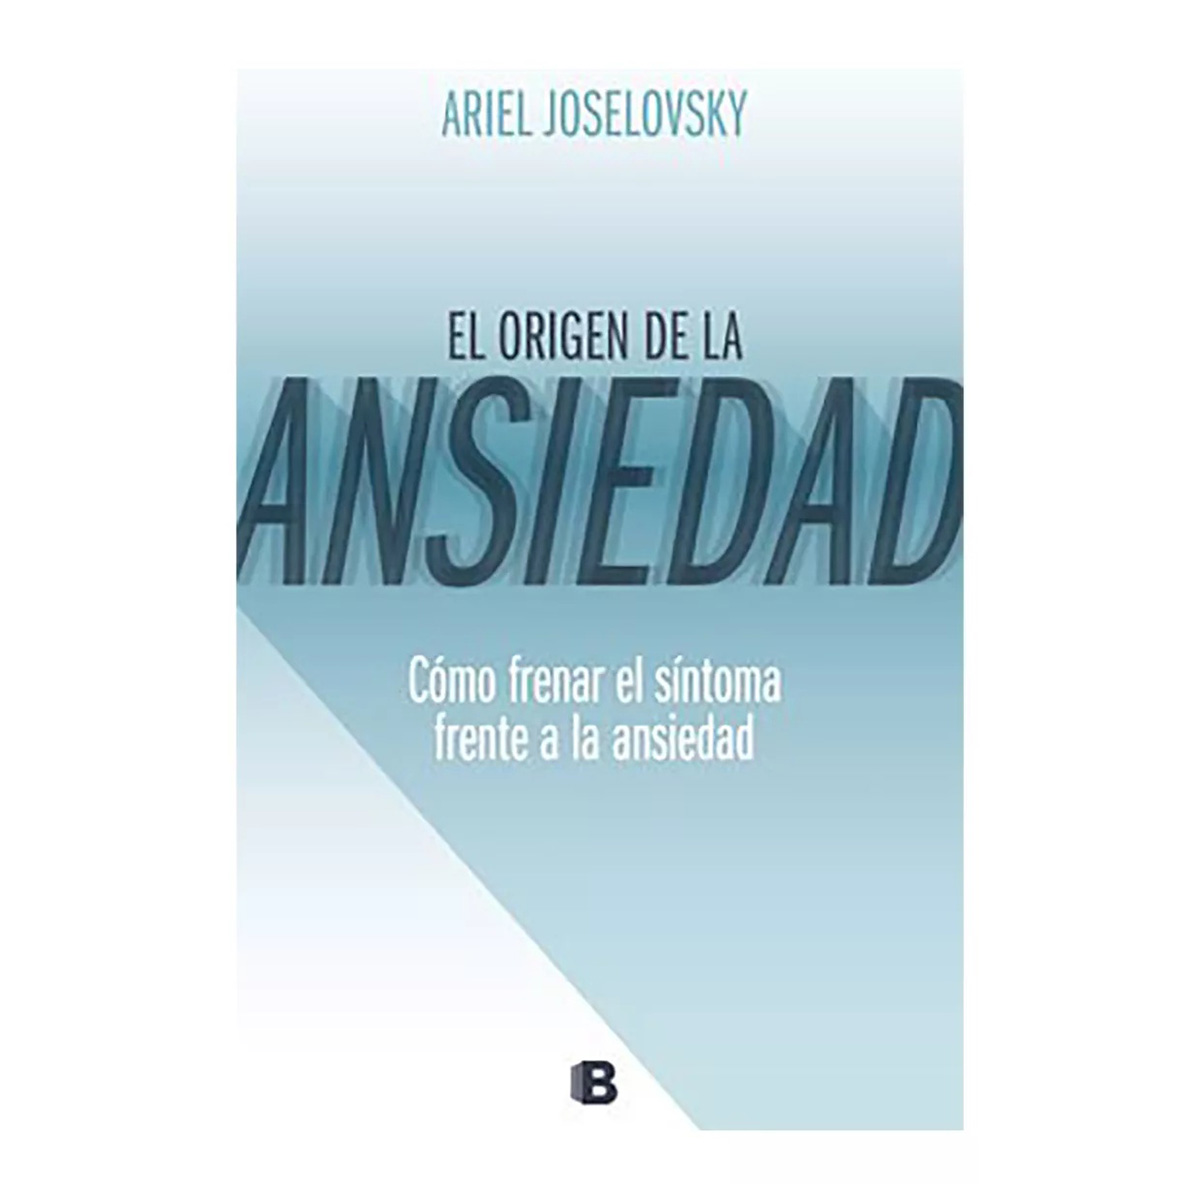 ARIEL JOSELOVSKY
EL ORIGEN DE LA
ANSIEDAD
Cómo frenar el síntoma
frente a la ansiedad
B